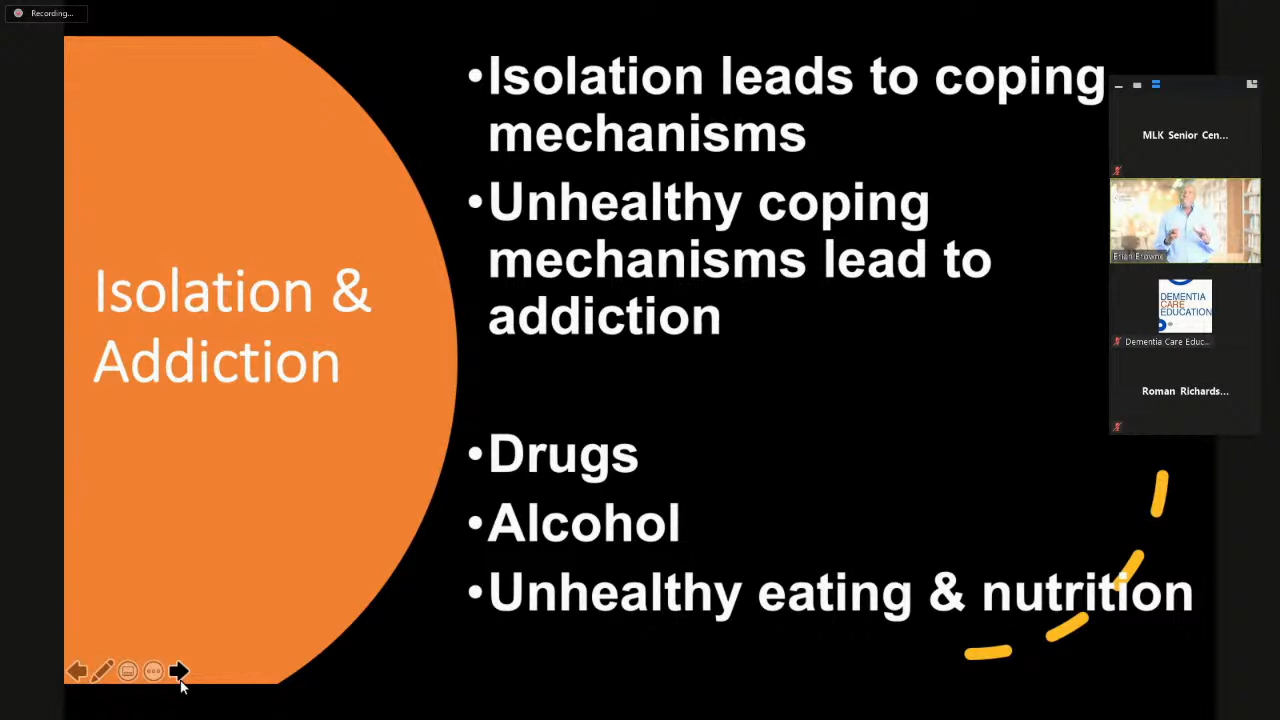 Recording...
Isolation &
Addiction
•Isolation leads to coping
mechanisms
•Unhealthy coping
mechanisms lead to
addiction
•Drugs
•Alcohol
•Unhealthy eating & nutrition
MLK Senior Cen...
Brian Browne
DEMENTIA
CARE
EDUCATION
Dementia Care Educ...
Roman Richards...